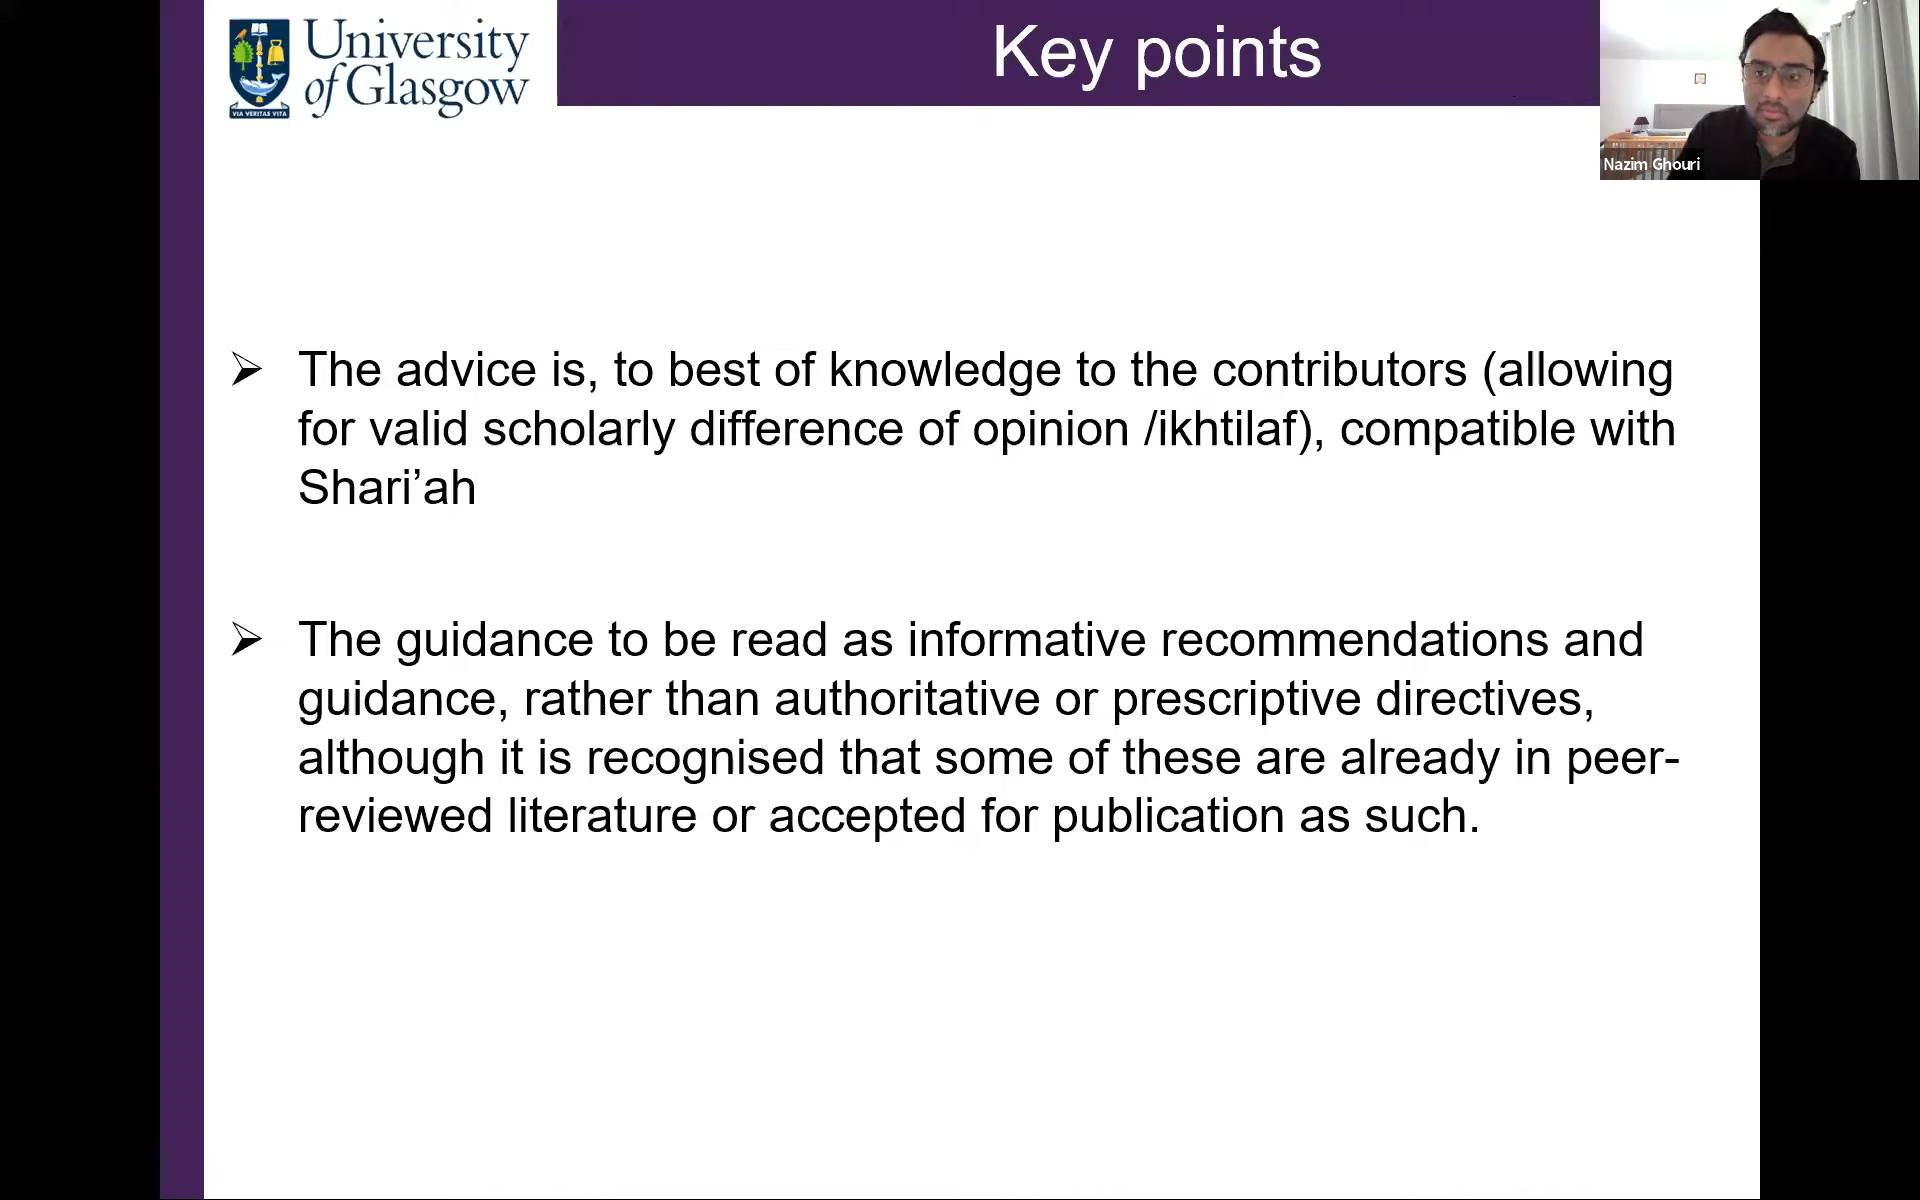 University
of Glasgow
VIA VERITAS VITA
Key points
Nazim Ghouri
The advice is, to best of knowledge to the contributors (allowing
for valid scholarly difference of opinion /ikhtilaf), compatible with
Shari’ah
The guidance to be read as informative recommendations and
guidance, rather than authoritative or prescriptive directives,
although it is recognised that some of these are already in peer-
reviewed literature or accepted for publication as such.